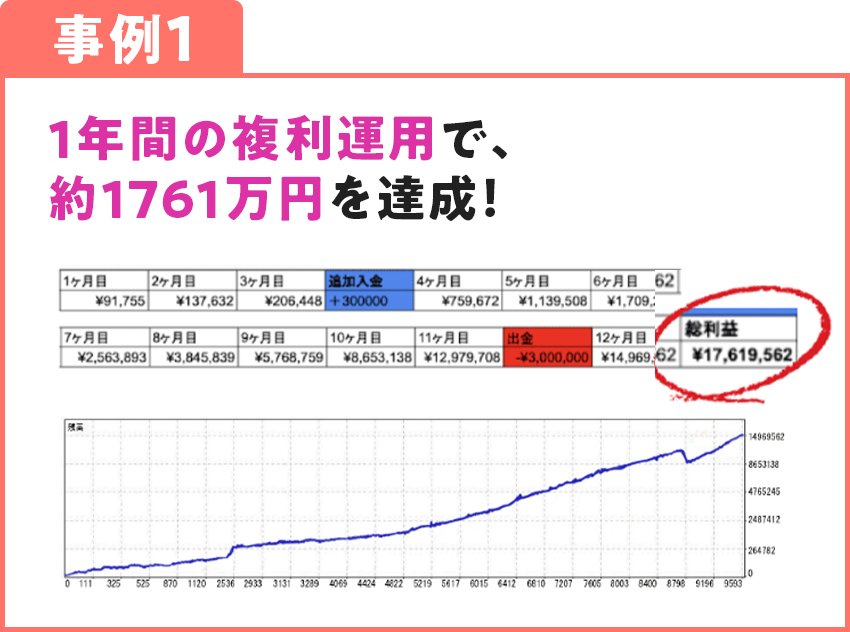 事例1
1年間の複利運用で、
約1761万円を達成!
1ヶ月目 2ヶ月目 3ヶ月目 追加入金 4ヶ月目 5ヶ月目 6ヶ月目 62
¥91,755 ¥137,632 ¥206,448 +300000 ¥759,672 ¥1,139,508 ¥1,709,
総利益
7ヶ月目 8ヶ月目 9ヶ月目 10ヶ月目 11ヶ月目 出金 12ヶ月目
¥2,563,893 ¥3,845,839 ¥5,768,759 ¥8,653,138 ¥12,979,708 -¥3,000,000 ¥14,969, 62 ¥17,619,562
残高
14969562
8653138
4765245
2487412
264782
0
0 111 325 525 870 1120 2536 2933 3131 3289 4069 4424 4822 5219 5617 6015 6412 6810 7207 7605 8003 8400 8798 9196 9593